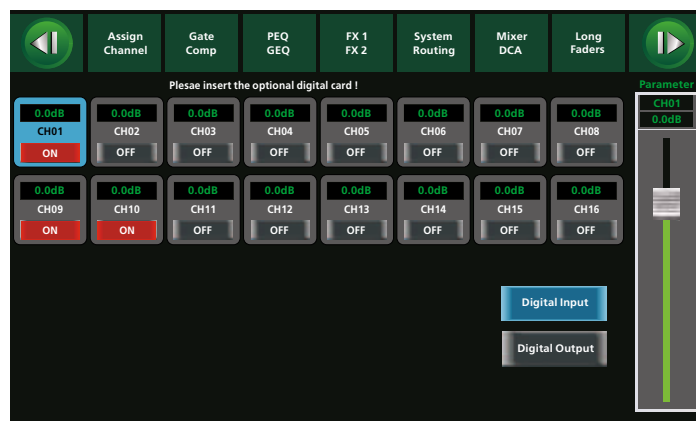 Assign Channel
Gate Comp
PEQ GEQ
FX 1 FX 2
System Routing
Mixer DCA
Long Faders
Plesae insert the optional digital card !
Parameter
CH01
0.0dB
0.0dB 0.0dB 0.0dB 0.0dB 0.0dB 0.0dB 0.0dB 0.0dB
CH01 CH02 CH03 CH04 CH05 CH06 CH07 CH08
ON OFF OFF OFF OFF OFF OFF OFF
0.0dB 0.0dB 0.0dB 0.0dB 0.0dB 0.0dB 0.0dB 0.0dB
CH09 CH10 CH11 CH12 CH13 CH14 CH15 CH16
ON ON OFF OFF OFF OFF OFF OFF
Digital Input
Digital Output